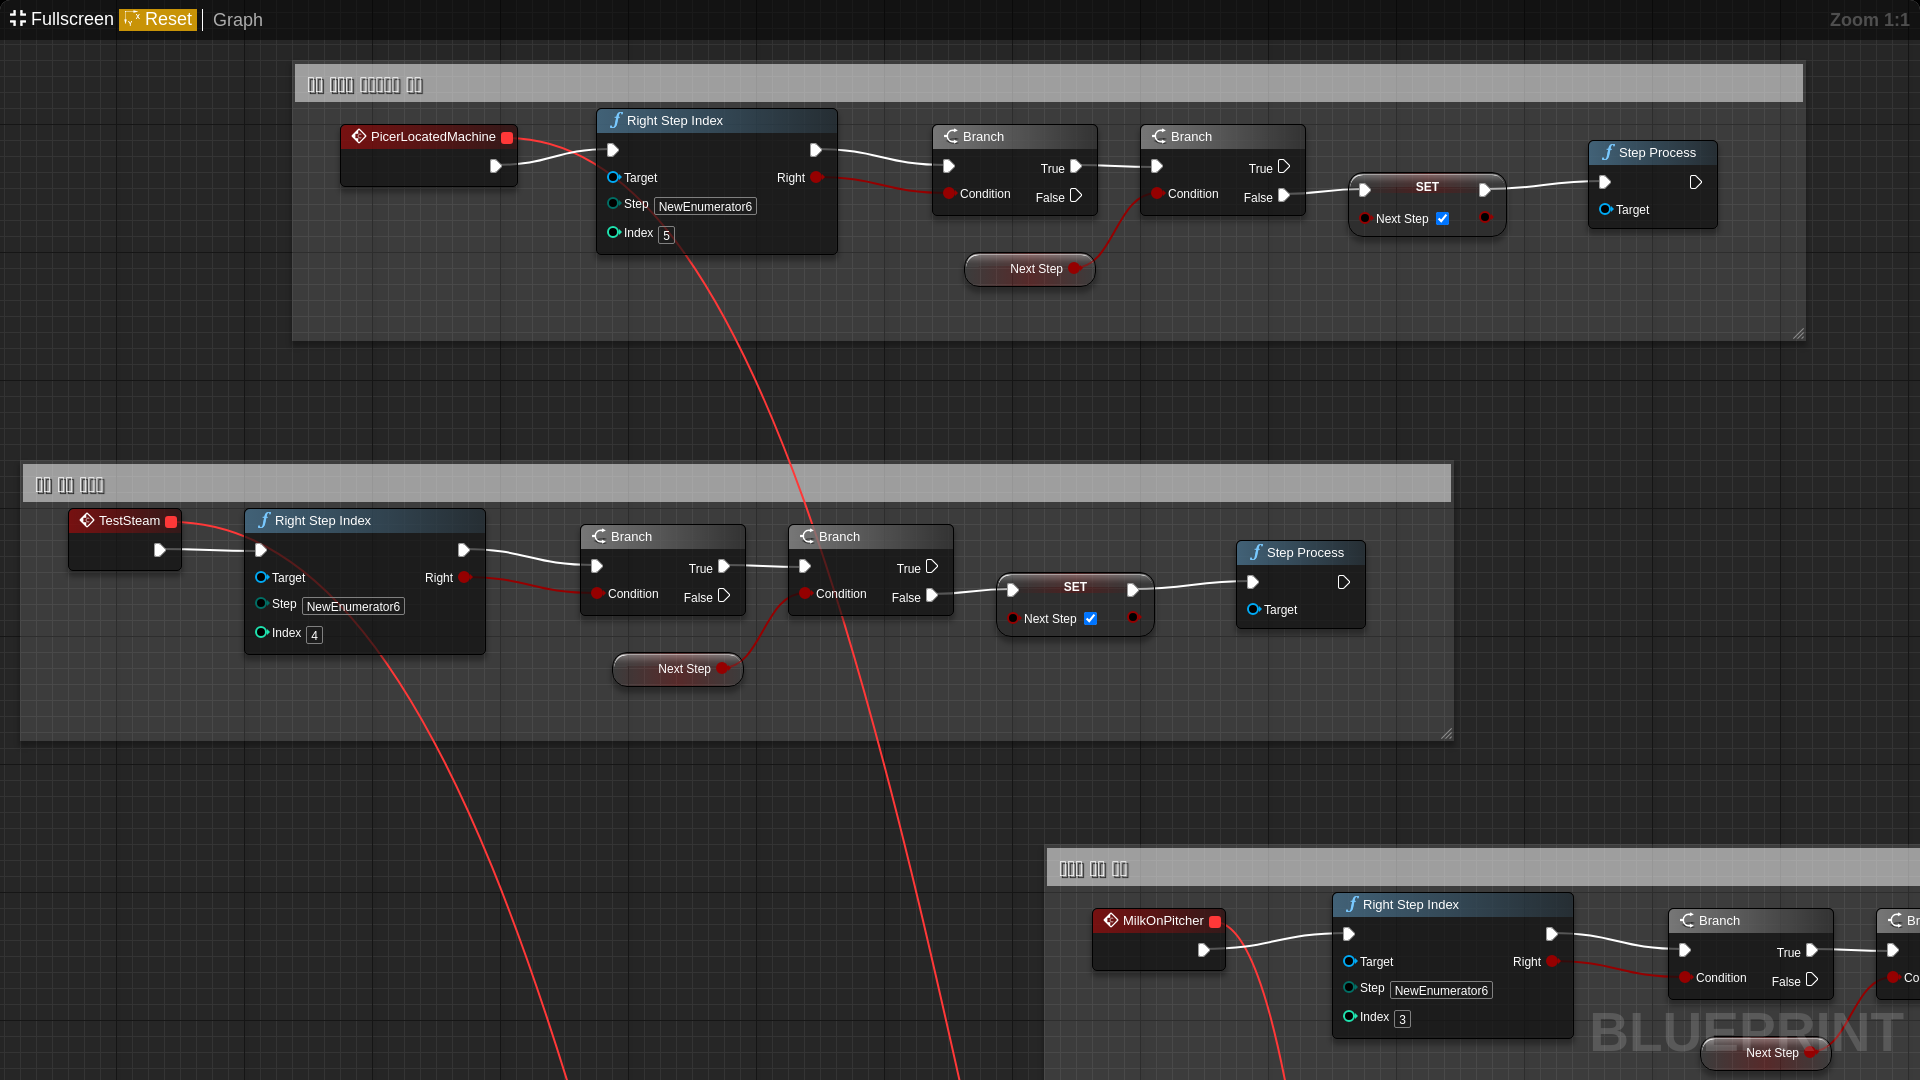 Fullscreen Reset Graph Zoom 1:1
PicerLocatedMachine
Right Step Index
Target
Right
Step NewEnumerator6
Index 5
Branch
True
Condition
False
Branch
True
Condition
False
Next Step
SET
Next Step
Step Process
Target
TestSteam
Right Step Index
Target
Right
Step NewEnumerator6
Index 4
Branch
True
Condition
False
Branch
True
Condition
False
Next Step
SET
Next Step
Step Process
Target
MilkOnPitcher
Right Step Index
Target
Right
Step NewEnumerator6
Index 3
Branch
True
Condition
False
Br
Co
Next Step
BLUEPRINT